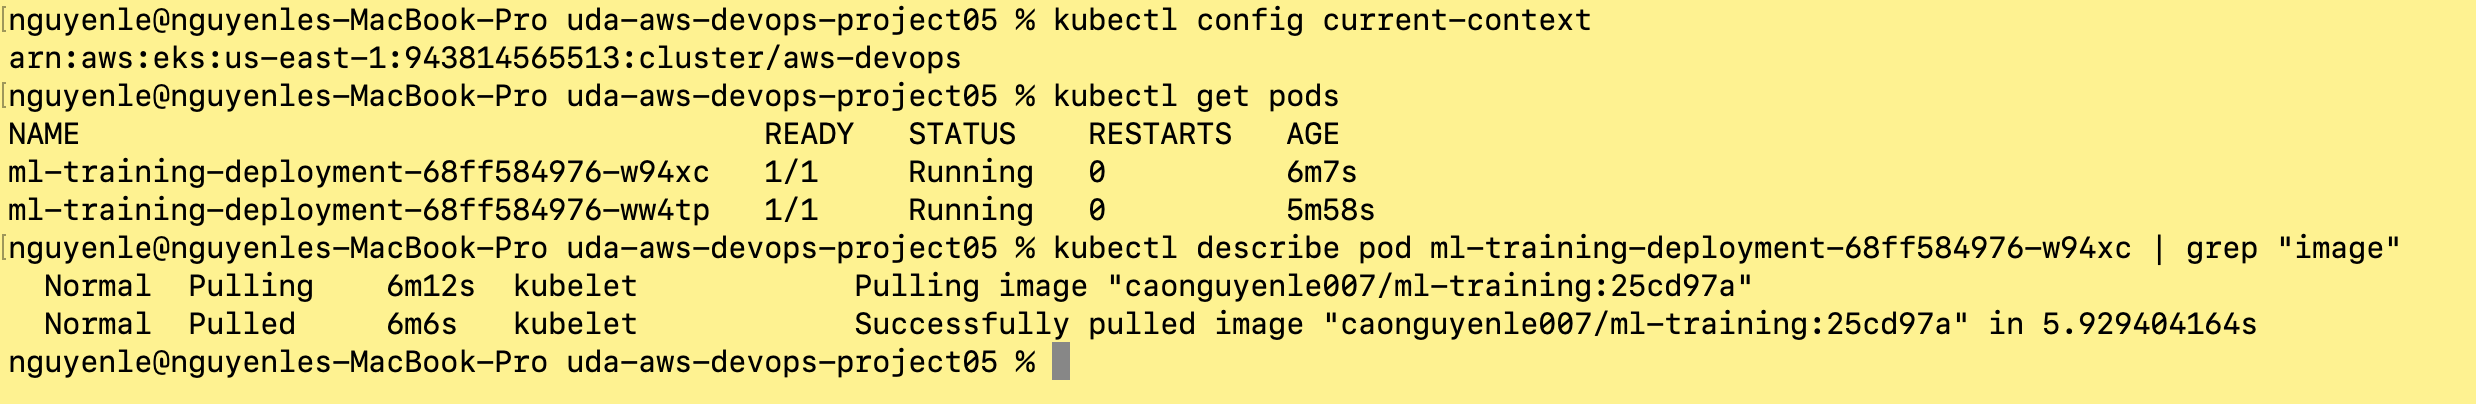 [nguyenle@nguyenles-MacBook-Pro uda-aws-devops-project05 % kubectl config current-context
arn:aws:eks:us-east-1:943814565513:cluster/aws-devops
[nguyenle@nguyenles-MacBook-Pro uda-aws-devops-project05 % kubectl get pods
NAME READY STATUS RESTARTS AGE
ml-training-deployment-68ff584976-w94xc 1/1 Running 0 6m7s
ml-training-deployment-68ff584976-ww4tp 1/1 Running 0 5m58s
[nguyenle@nguyenles-MacBook-Pro uda-aws-devops-project05 % kubectl describe pod ml-training-deployment-68ff584976-w94xc | grep "image"
Normal Pulling 6m12s kubelet Pulling image "caonguyenle007/ml-training:25cd97a"
Normal Pulled 6m6s kubelet Successfully pulled image "caonguyenle007/ml-training:25cd97a" in 5.929404164s
nguyenle@nguyenles-MacBook-Pro uda-aws-devops-project05 %